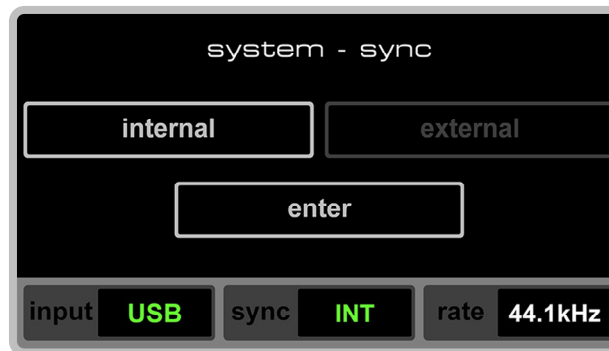 system - sync
internal external
enter
input USB sync INT rate 44.1kHz